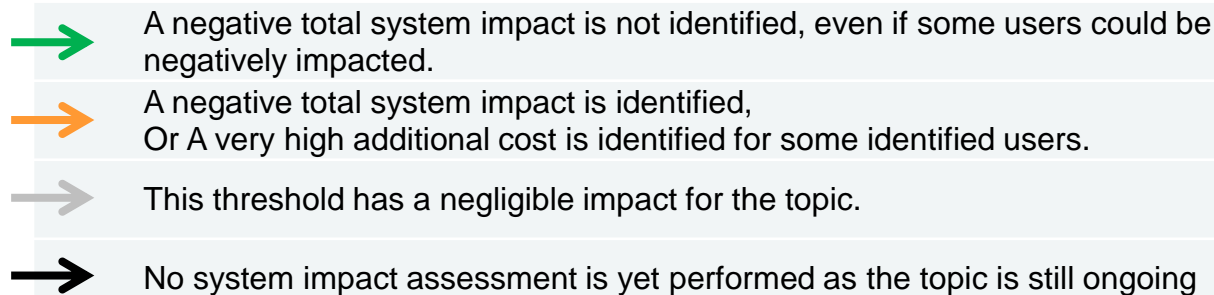 A negative total system impact is not identified, even if some users could be
negatively impacted.
A negative total system impact is identified,
Or A very high additional cost is identified for some identified users.
This threshold has a negligible impact for the topic.
No system impact assessment is yet performed as the topic is still ongoing